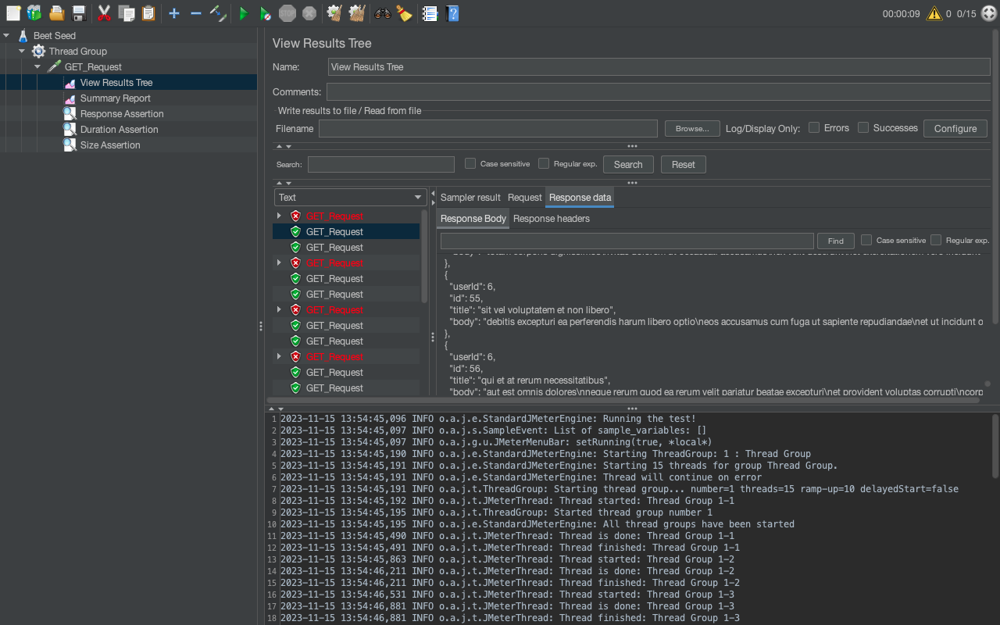 STOP
00:00:09
0
0/15
Beet Seed
Thread Group
GET_Request
View Results Tree
Summary Report
Response Assertion
Duration Assertion
Size Assertion
View Results Tree
Name:
View Results Tree
Comments:
Write results to file / Read from file
Filename
Browse...
Log/Display Only:
Errors
Successes
Configure
Search:
Case sensitive
Regular exp.
Search
Reset
Text
GET_Request
GET_Request
GET_Request
GET_Request
GET_Request
GET_Request
GET_Request
GET_Request
GET_Request
GET_Request
GET_Request
GET_Request
Sampler result
Request
Response data
Response Body
Response headers
Find
Case sensitive
Regular exp.
},
{
"userId": 6,
"id": 55,
"title": "sit vel voluptatem et non libero",
"body": "debitis excepturi ea perferendis harum libero optio\neos accusamus cum fuga ut sapiente repudiandae\net ut incidunt o
},
{
"userId": 6,
"id": 56,
"title": "qui et at rerum necessitatibus",
"body": "aut est omnis dolores\nneque rerum quod ea rerum velit pariatur beatae excepturi\net provident voluptas corrupti\ncorp
1 2023-11-15 13:54:45,096 INFO o.a.j.e.StandardJMeterEngine: Running the test!
2 2023-11-15 13:54:45,097 INFO o.a.j.s.SampleEvent: List of sample_variables: []
3 2023-11-15 13:54:45,097 INFO o.a.j.g.u.JMeterMenuBar: setRunning(true, *local*)
4 2023-11-15 13:54:45,190 INFO o.a.j.e.StandardJMeterEngine: Starting ThreadGroup: 1 : Thread Group
5 2023-11-15 13:54:45,191 INFO o.a.j.e.StandardJMeterEngine: Starting 15 threads for group Thread Group.
6 2023-11-15 13:54:45,191 INFO o.a.j.e.StandardJMeterEngine: Thread will continue on error
7 2023-11-15 13:54:45,191 INFO o.a.j.t.ThreadGroup: Starting thread group... number=1 threads=15 ramp-up=10 delayedStart=false
8 2023-11-15 13:54:45,192 INFO o.a.j.t.JMeterThread: Thread started: Thread Group 1-1
9 2023-11-15 13:54:45,195 INFO o.a.j.t.ThreadGroup: Started thread group number 1
10 2023-11-15 13:54:45,195 INFO o.a.j.e.StandardJMeterEngine: All thread groups have been started
11 2023-11-15 13:54:45,490 INFO o.a.j.t.JMeterThread: Thread is done: Thread Group 1-1
12 2023-11-15 13:54:45,491 INFO o.a.j.t.JMeterThread: Thread finished: Thread Group 1-1
13 2023-11-15 13:54:45,863 INFO o.a.j.t.JMeterThread: Thread started: Thread Group 1-2
14 2023-11-15 13:54:46,211 INFO o.a.j.t.JMeterThread: Thread is done: Thread Group 1-2
15 2023-11-15 13:54:46,211 INFO o.a.j.t.JMeterThread: Thread finished: Thread Group 1-2
16 2023-11-15 13:54:46,531 INFO o.a.j.t.JMeterThread: Thread started: Thread Group 1-3
17 2023-11-15 13:54:46,881 INFO o.a.j.t.JMeterThread: Thread is done: Thread Group 1-3
18 2023-11-15 13:54:46,881 INFO o.a.j.t.JMeterThread: Thread finished: Thread Group 1-3